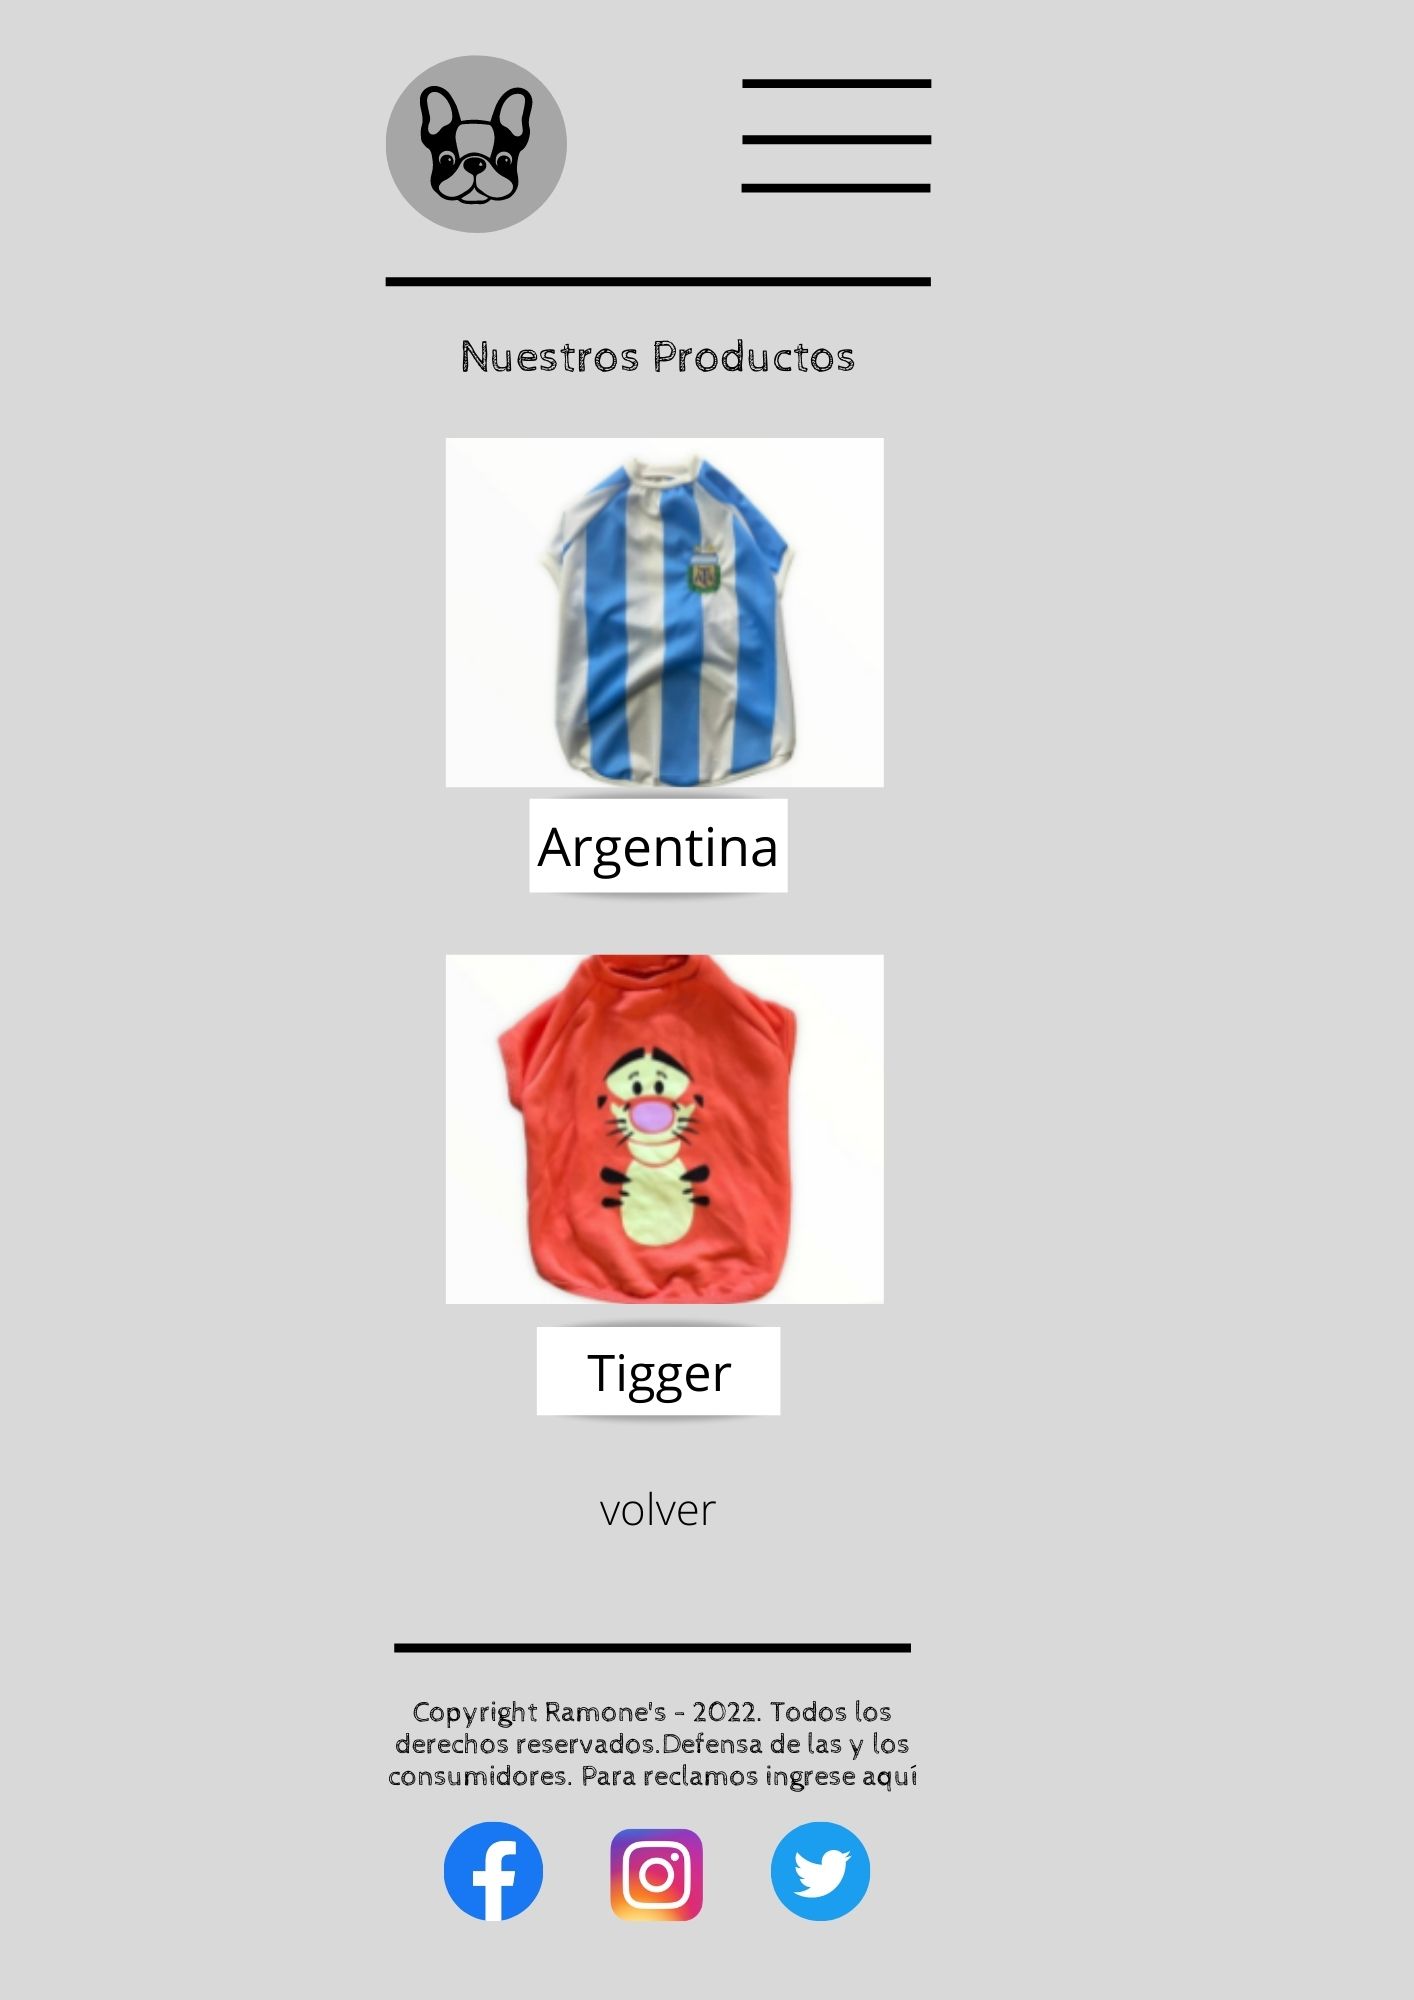 Nuestros Productos
Argentina
Tigger
volver
Copyright Ramone's - 2022. Todos los
derechos reservados.Defensa de las y los
consumidores. Para reclamos ingrese aquí